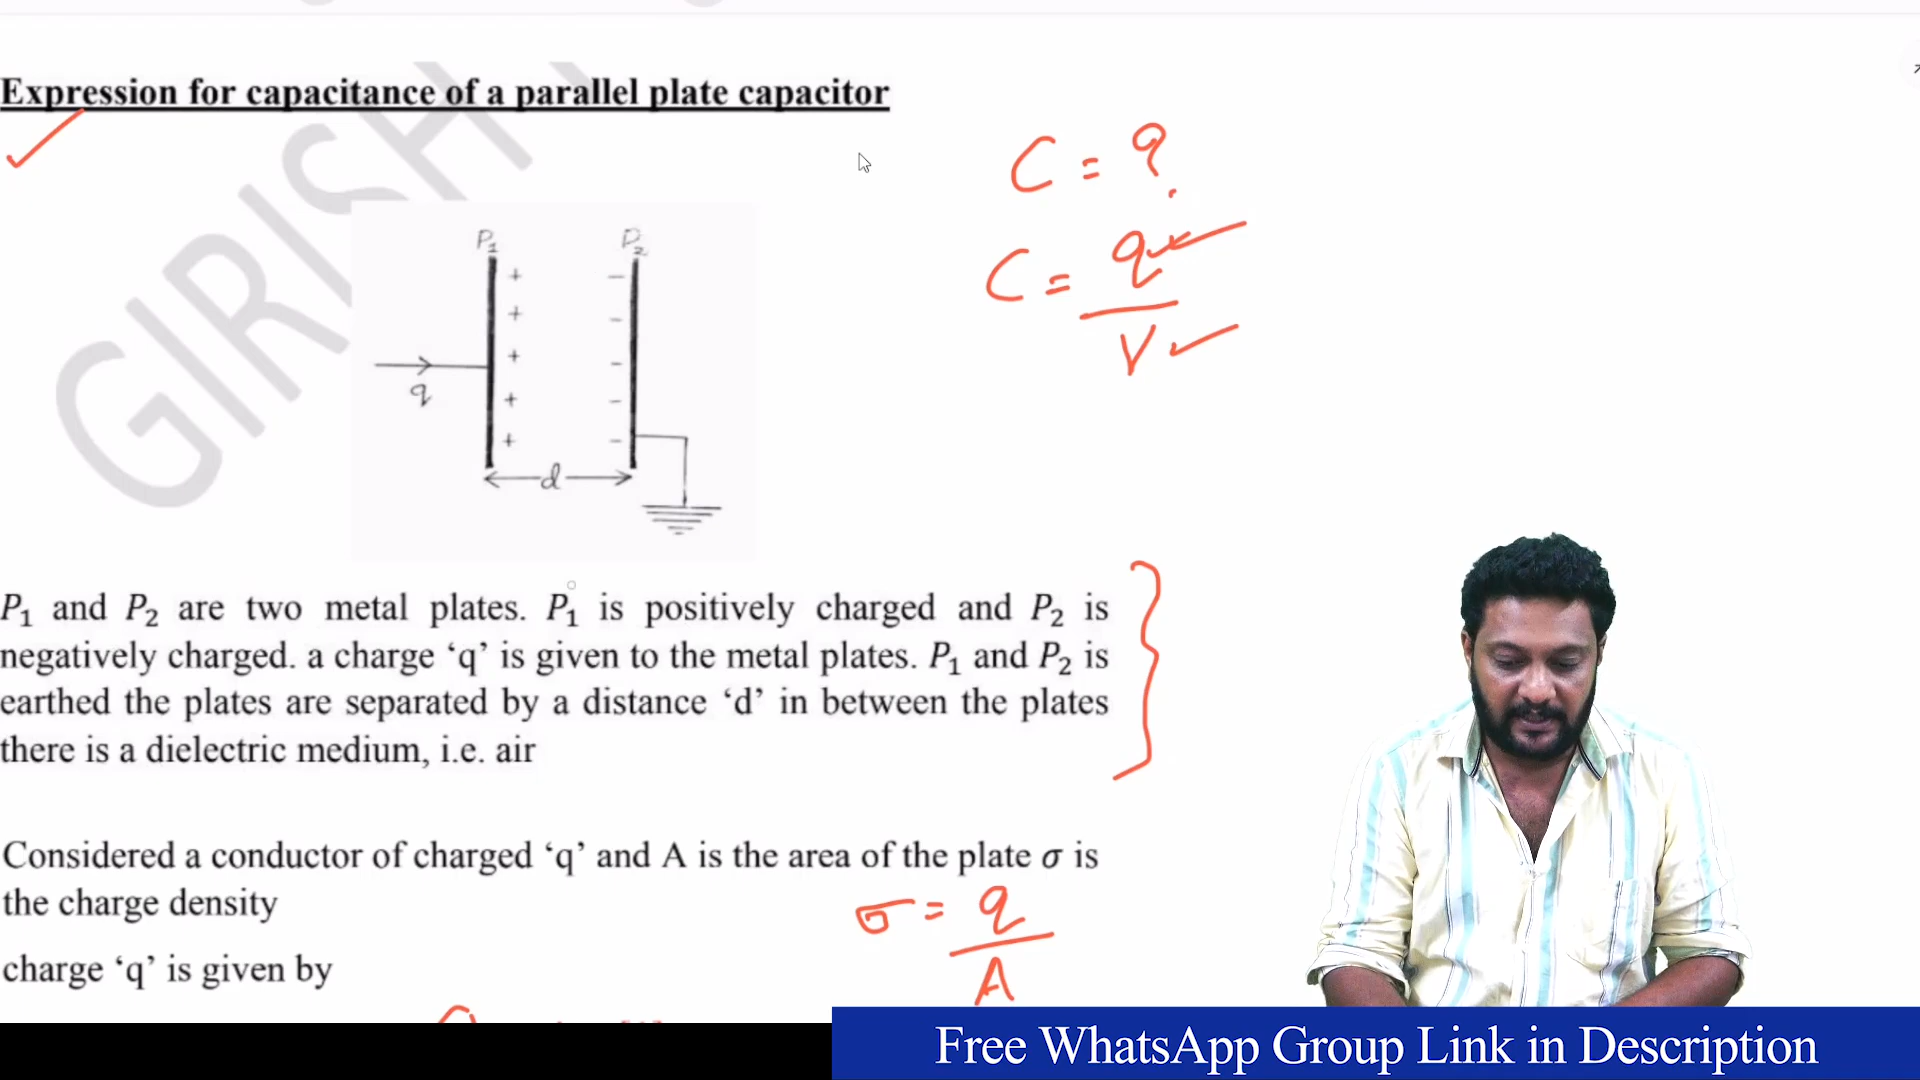 Expression for capacitance of a parallel plate capacitor
GIRISH
C = ?
C = q
V
P₁
P₂
+ −
+ −
+ −
+ −
+ −
q
d
P₁ and P₂ are two metal plates. P₁ is positively charged and P₂ is
negatively charged. a charge ‘q’ is given to the metal plates. P₁ and P₂ is
earthed the plates are separated by a distance ‘d’ in between the plates
there is a dielectric medium, i.e. air
Considered a conductor of charged ‘q’ and A is the area of the plate σ is
the charge density
σ = q
A
charge ‘q’ is given by
Free WhatsApp Group Link in Description